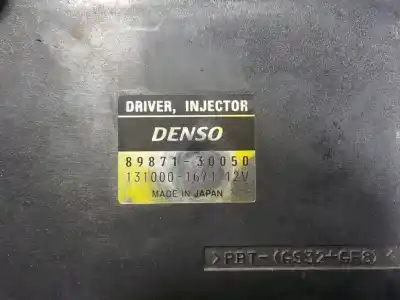 DRIVER, INJECTOR
DENSO
89871-30050
131000-1671 12V
MADE IN JAPAN
>PBT-(GS32+GF8)<